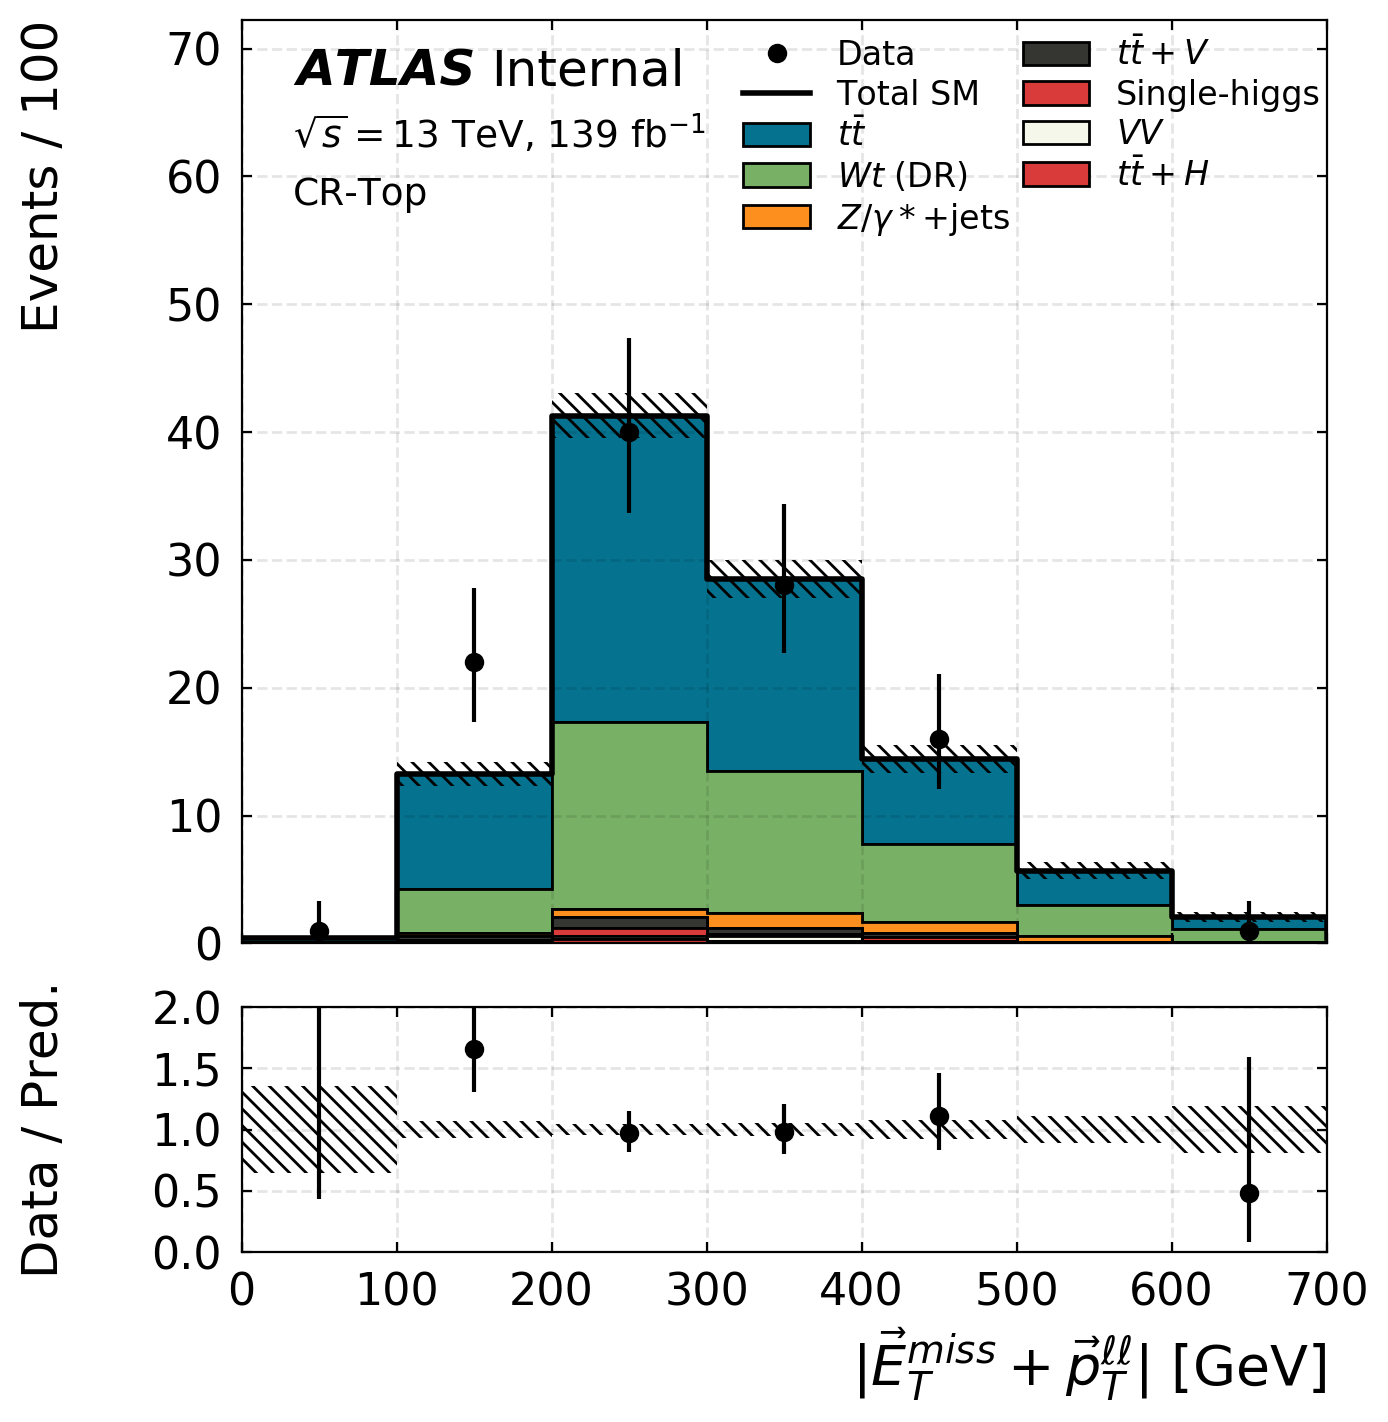 Events / 100
70
60
50
40
30
20
10
0
ATLAS Internal
√s = 13 TeV, 139 fb⁻¹
CR-Top
Data
Total SM
tt̄
Wt (DR)
Z/γ*+jets
tt̄+V
Single-higgs
VV
tt̄+H
Data / Pred.
2.0
1.5
1.0
0.5
0.0
0 100 200 300 400 500 600 700
|E⃗_T^miss + p⃗_T^ℓℓ| [GeV]